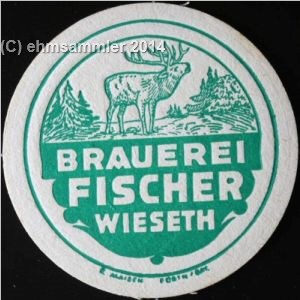 (C) ehmsammler 2014
BRAUEREI
FISCHER
WIESETH